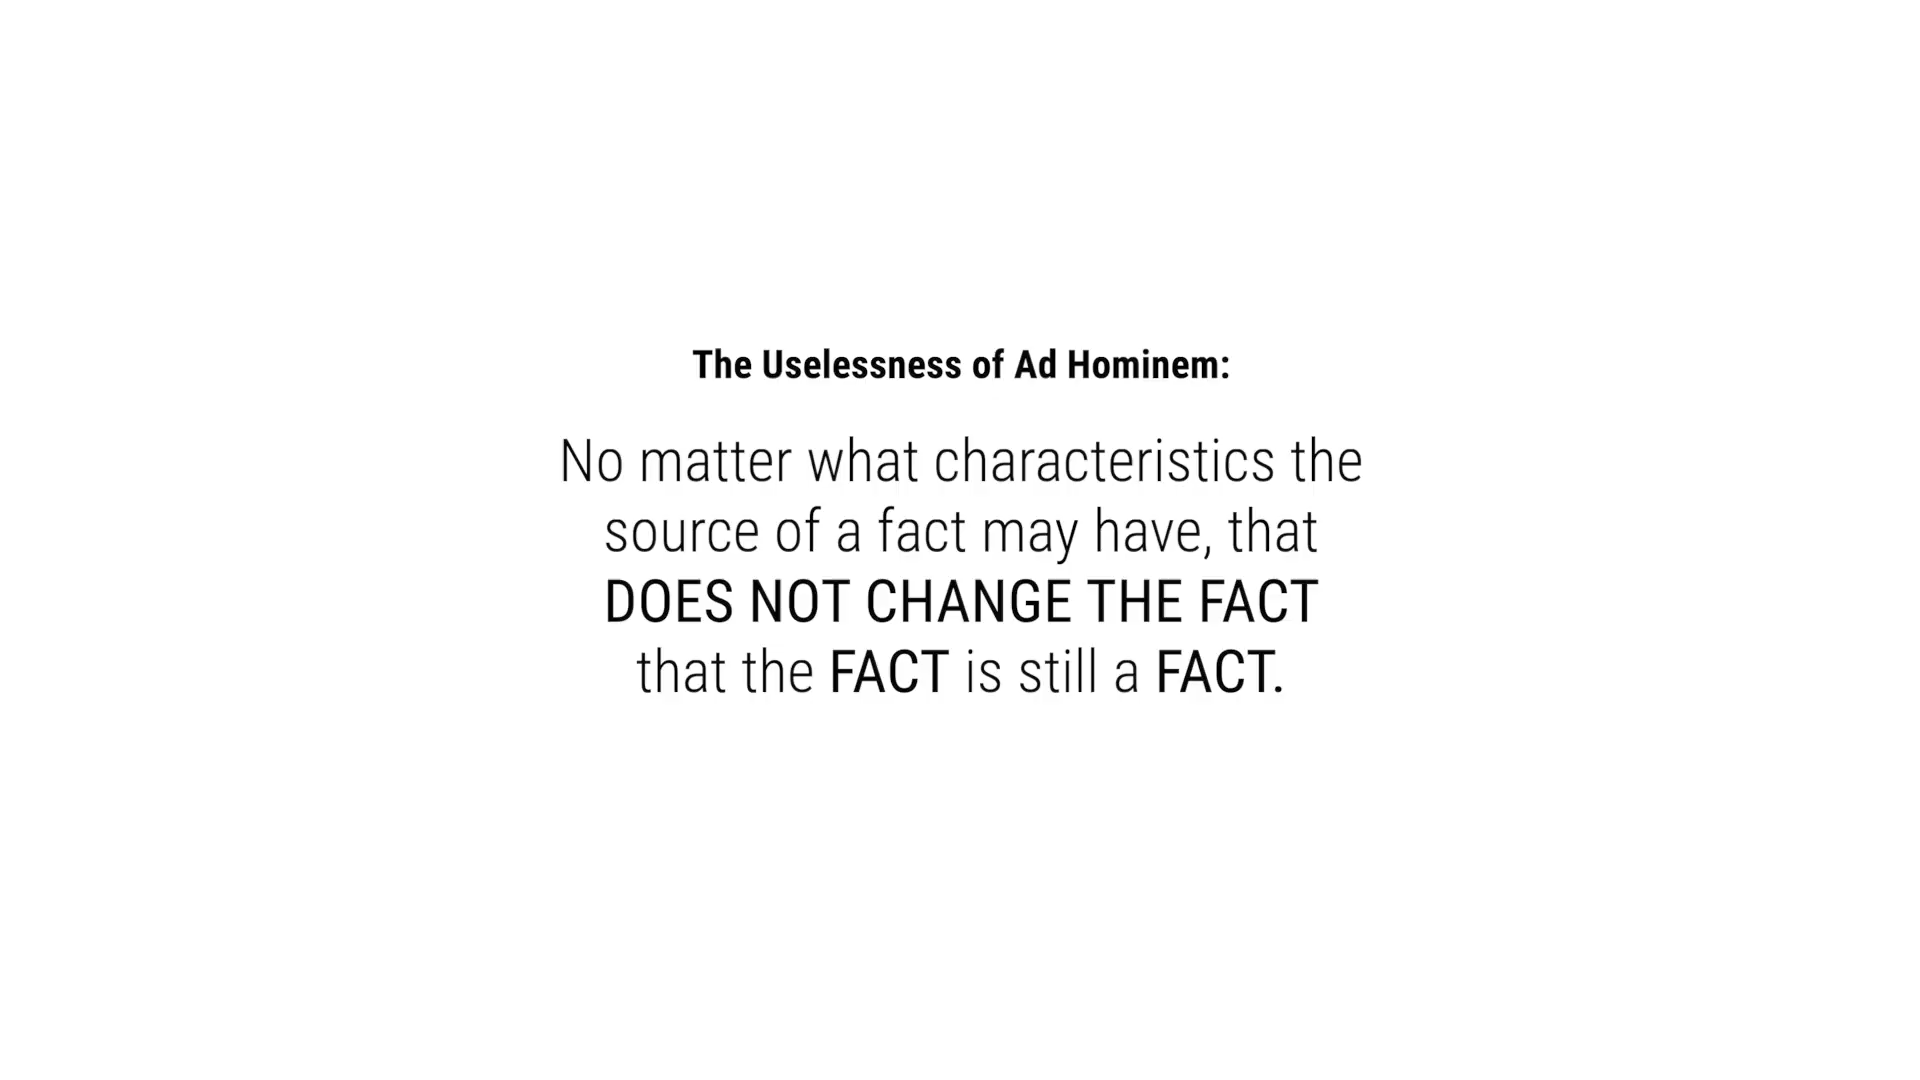 The Uselessness of Ad Hominem:
No matter what characteristics the
source of a fact may have, that
DOES NOT CHANGE THE FACT
that the FACT is still a FACT.